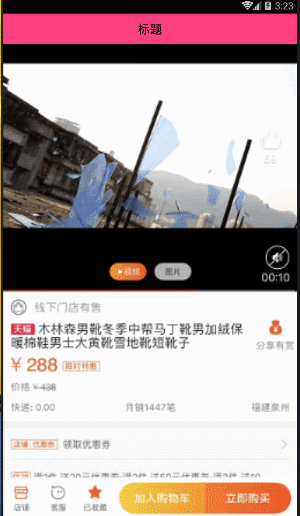 3:23
标题
68
视频 图片
00:10
线下门店有售
天猫 木林森男靴冬季中帮马丁靴男加绒保
暖棉鞋男士大黄靴雪地靴短靴子
分享有赏
¥ 288 限时特惠
价格 ¥ 438
快递: 0.00 月销1447笔 福建泉州
店铺 优惠券 领取优惠券
店铺 客服 已收藏 加入购物车 立即购买